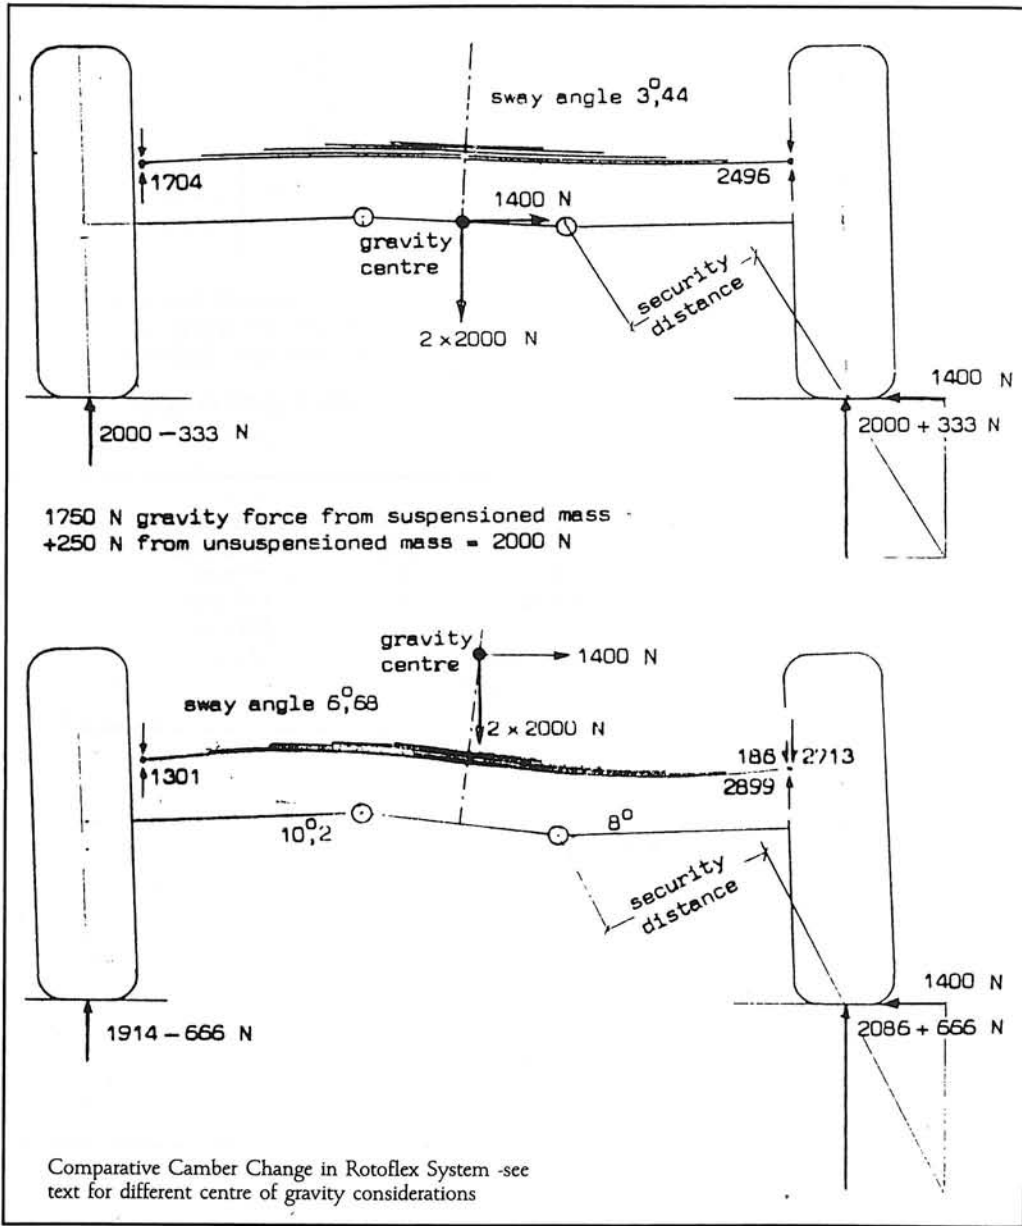 sway angle 3°,44
1704
2496
1400 N
gravity
centre
security
distance
2 × 2000 N
1400 N
2000 − 333 N
2000 + 333 N
1750 N gravity force from suspensioned mass
+250 N from unsuspensioned mass = 2000 N
gravity
centre
1400 N
sway angle 6°,68
2 × 2000 N
1301
186
2713
2899
10°,2
8°
security
distance
1400 N
1914 − 666 N
2086 + 666 N
Comparative Camber Change in Rotoflex System -see
text for different centre of gravity considerations